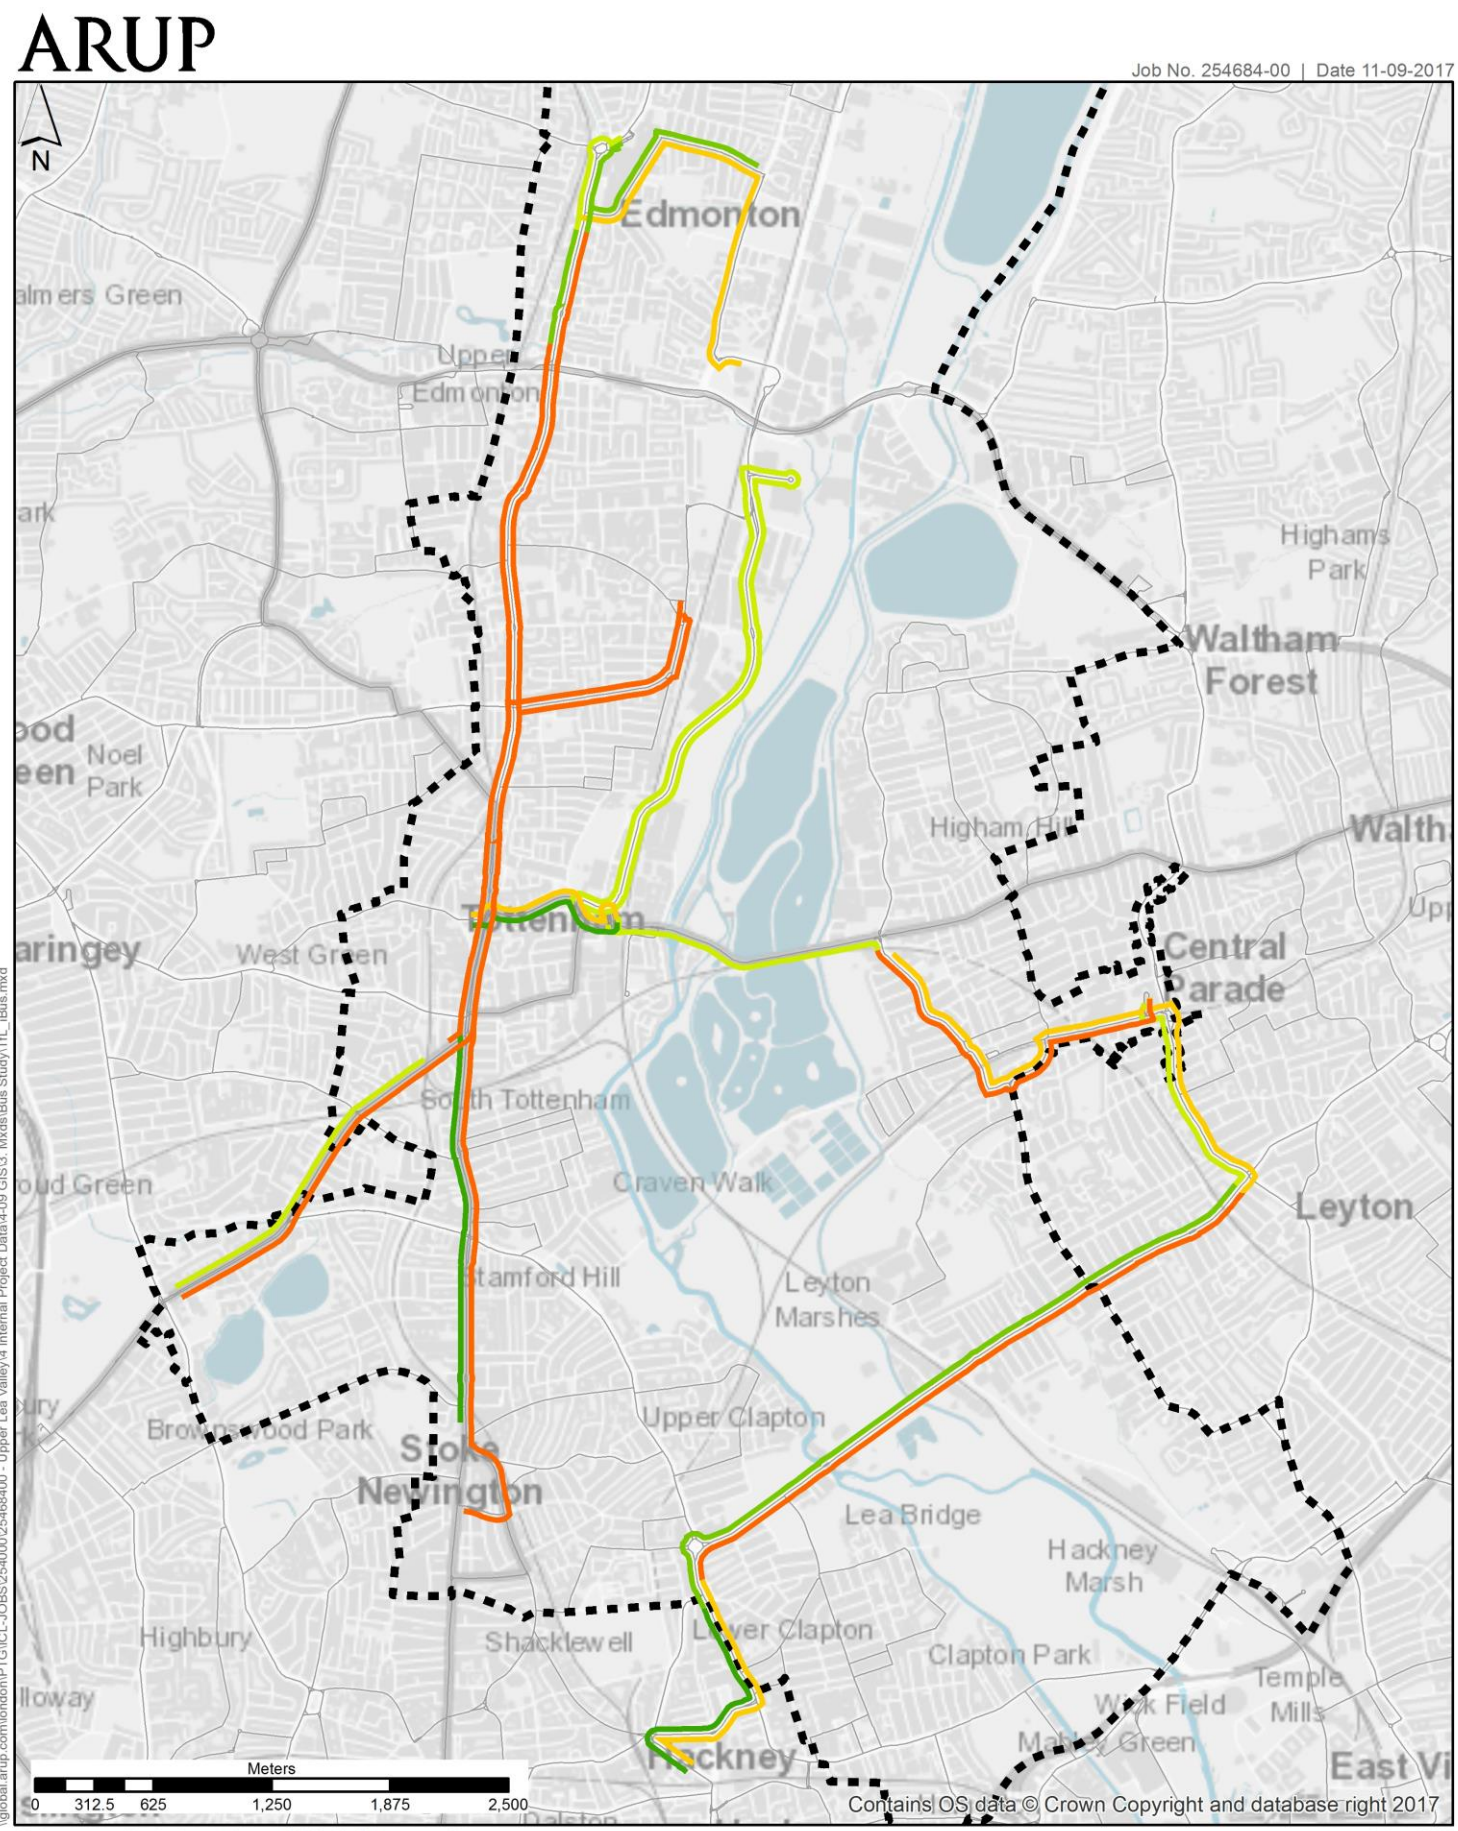 ARUP
Job No. 254684-00 | Date 11-09-2017
N
Edmonton
almers Green
Upper
Edmonton
ark
Highams
Park
Waltham
Forest
ood
een
Noel
Park
Higham Hill
Walth
Upp
Tottenham
aringey
West Green
Central
Parade
South Tottenham
oud Green
Craven Walk
Leyton
Stamford Hill
Leyton
Marshes
ury
Brownswood Park
Upper Clapton
Stoke
Newington
Lea Bridge
Hackney
Marsh
Highbury
Shacklewell
Lower Clapton
Clapton Park
Temple
Mills
lloway
Wick Field
Mabley Green
Hackney
East Vi
Meters
0 312.5 625 1,250 1,875 2,500
Contains OS data © Crown Copyright and database right 2017
Dalston